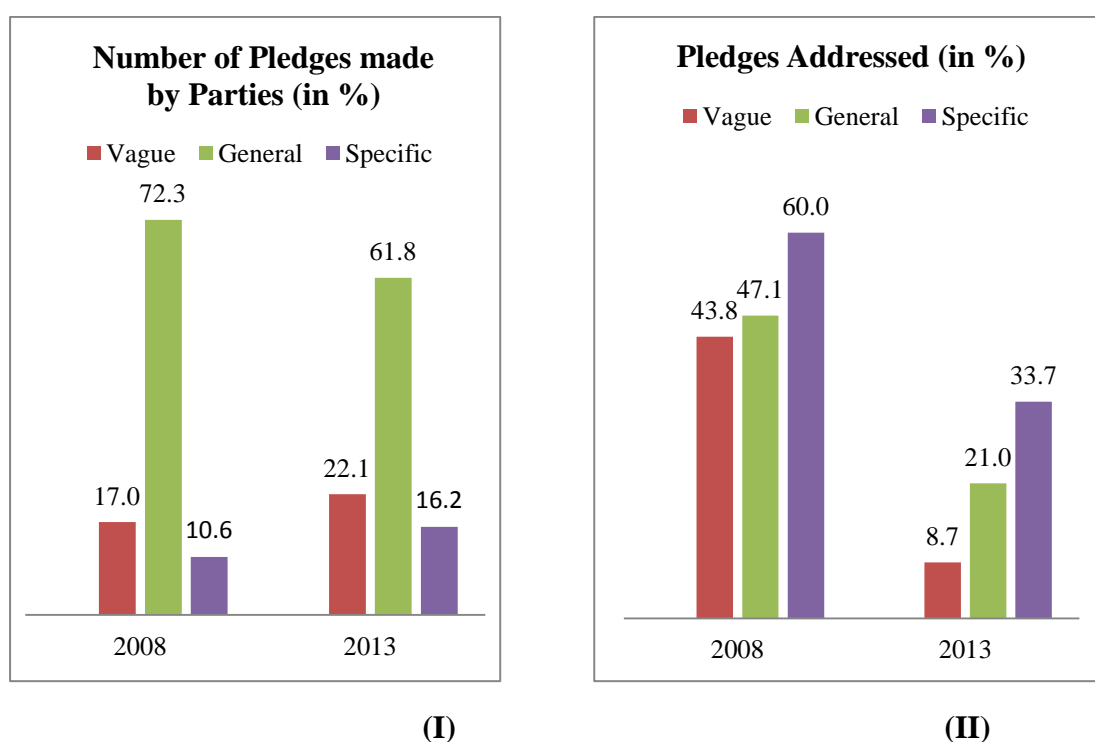 Number of Pledges made
by Parties (in %)
Vague General Specific
72.3
61.8
17.0
10.6
22.1
16.2
2008 2013
(I)
Pledges Addressed (in %)
Vague General Specific
43.8
47.1
60.0
8.7
21.0
33.7
2008 2013
(II)